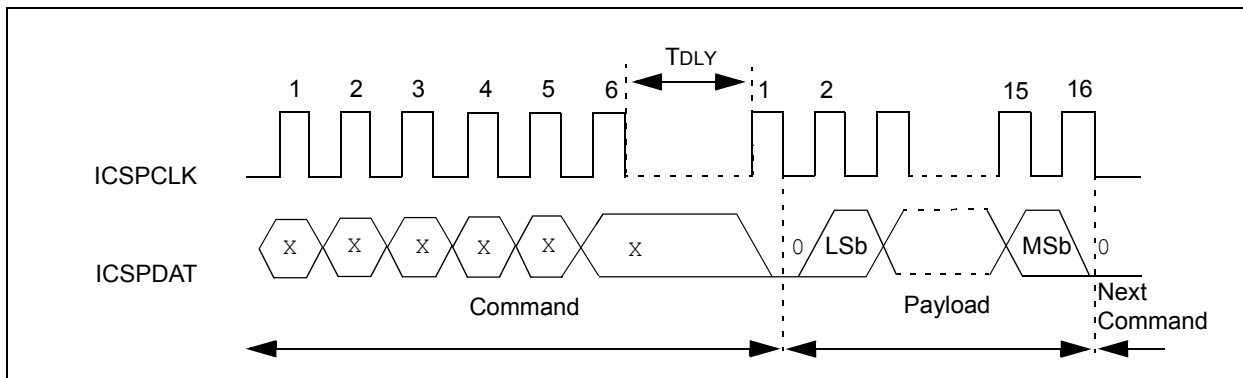 TDLY
1 2 3 4 5 6 1 2 15 16
ICSPCLK
X X X X X X 0 LSb MSb 0
ICSPDAT
Command Payload Next
Command